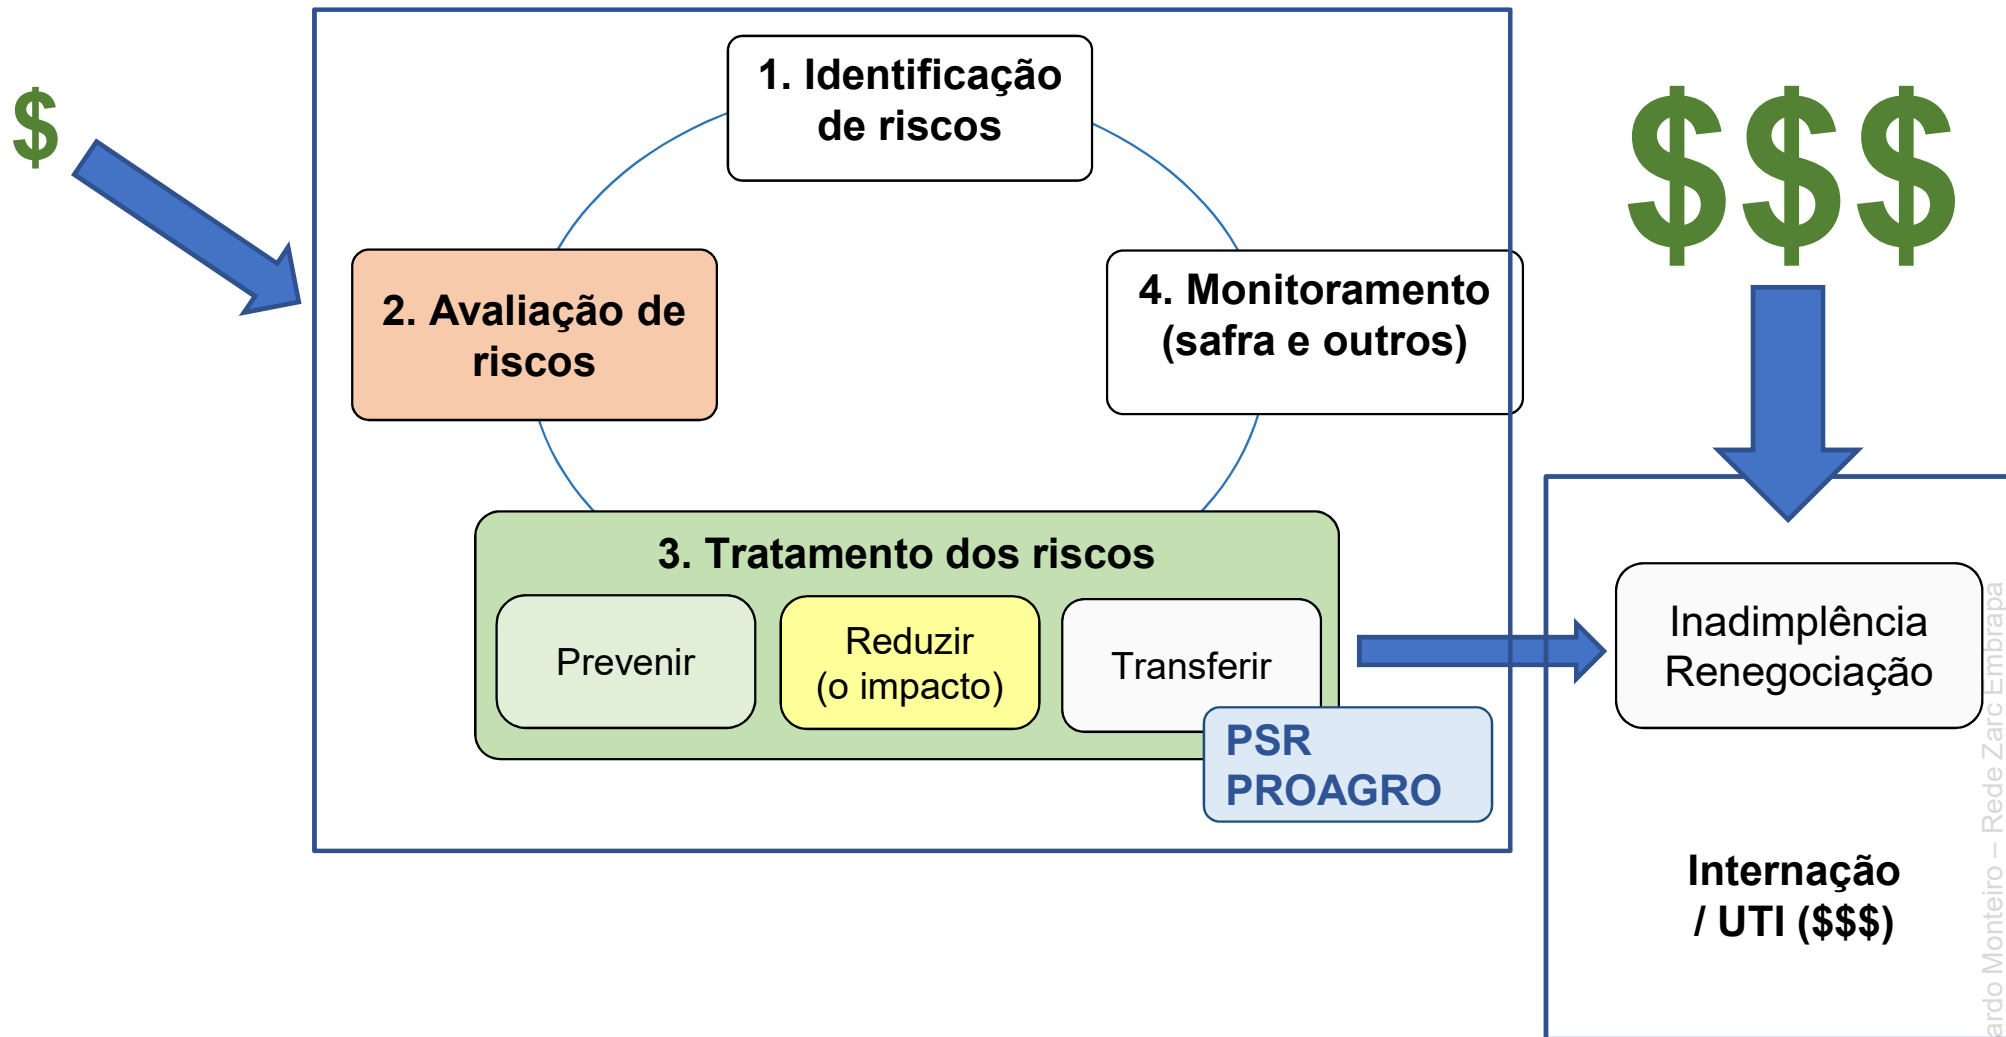 $
1. Identificação
de riscos
$$$
2. Avaliação de
riscos
4. Monitoramento
(safra e outros)
3. Tratamento dos riscos
Prevenir
Reduzir
(o impacto)
Transferir
PSR
PROAGRO
Inadimplência
Renegociação
Internação
/ UTI ($$$)
Monteiro – Rede Zarc Embrapa